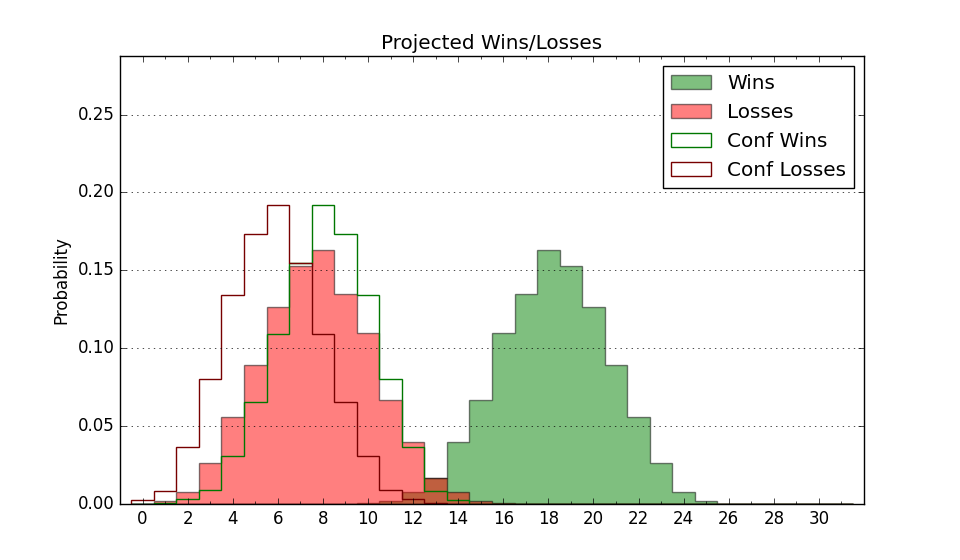 Projected Wins/Losses
Wins
Losses
Conf Wins
Conf Losses
Probability
0.25
0.20
0.15
0.10
0.05
0.00
0 2 4 6 8 10 12 14 16 18 20 22 24 26 28 30